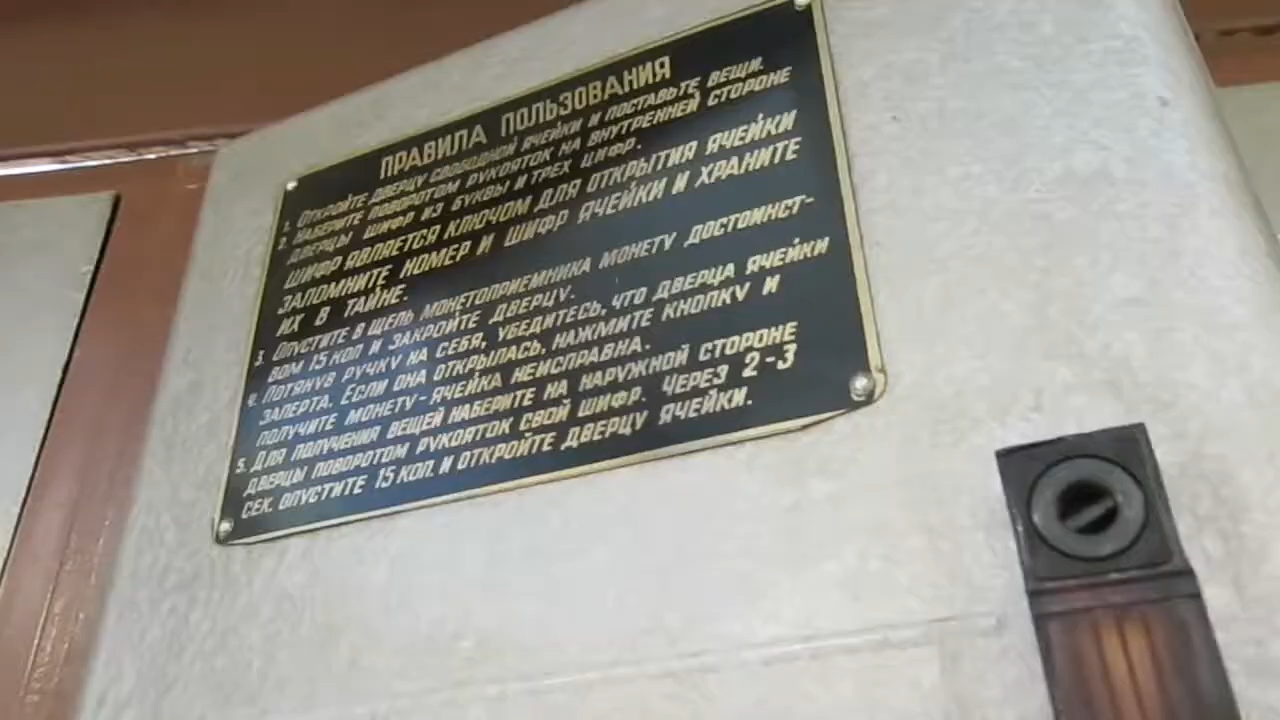 ПРАВИЛА ПОЛЬЗОВАНИЯ
1. ОТКРОЙТЕ ДВЕРЦУ СВОБОДНОЙ ЯЧЕЙКИ И ПОСТАВЬТЕ ВЕЩИ.
2. НАБЕРИТЕ ПОВОРОТОМ РУКОЯТОК НА ВНУТРЕННЕЙ СТОРОНЕ
ДВЕРЦЫ ШИФР ИЗ БУКВЫ И ТРЕХ ЦИФР.
ШИФР ЯВЛЯЕТСЯ КЛЮЧОМ ДЛЯ ОТКРЫТИЯ ЯЧЕЙКИ
ЗАПОМНИТЕ НОМЕР И ШИФР ЯЧЕЙКИ И ХРАНИТЕ
ИХ В ТАЙНЕ.
3. ОПУСТИТЕ В ЩЕЛЬ МОНЕТОПРИЕМНИКА МОНЕТУ ДОСТОИНСТ-
ВОМ 15 КОП. И ЗАКРОЙТЕ ДВЕРЦУ.
4. ПОТЯНУВ РУЧКУ НА СЕБЯ, УБЕДИТЕСЬ, ЧТО ДВЕРЦА ЯЧЕЙКИ
ЗАПЕРТА. ЕСЛИ ОНА ОТКРЫЛАСЬ, НАЖМИТЕ КНОПКУ И
ПОЛУЧИТЕ МОНЕТУ-ЯЧЕЙКА НЕИСПРАВНА.
5. ДЛЯ ПОЛУЧЕНИЯ ВЕЩЕЙ НАБЕРИТЕ НА НАРУЖНОЙ СТОРОНЕ
ДВЕРЦЫ ПОВОРОТОМ РУКОЯТОК СВОЙ ШИФР. ЧЕРЕЗ 2-3
СЕК. ОПУСТИТЕ 15 КОП. И ОТКРОЙТЕ ДВЕРЦУ ЯЧЕЙКИ.